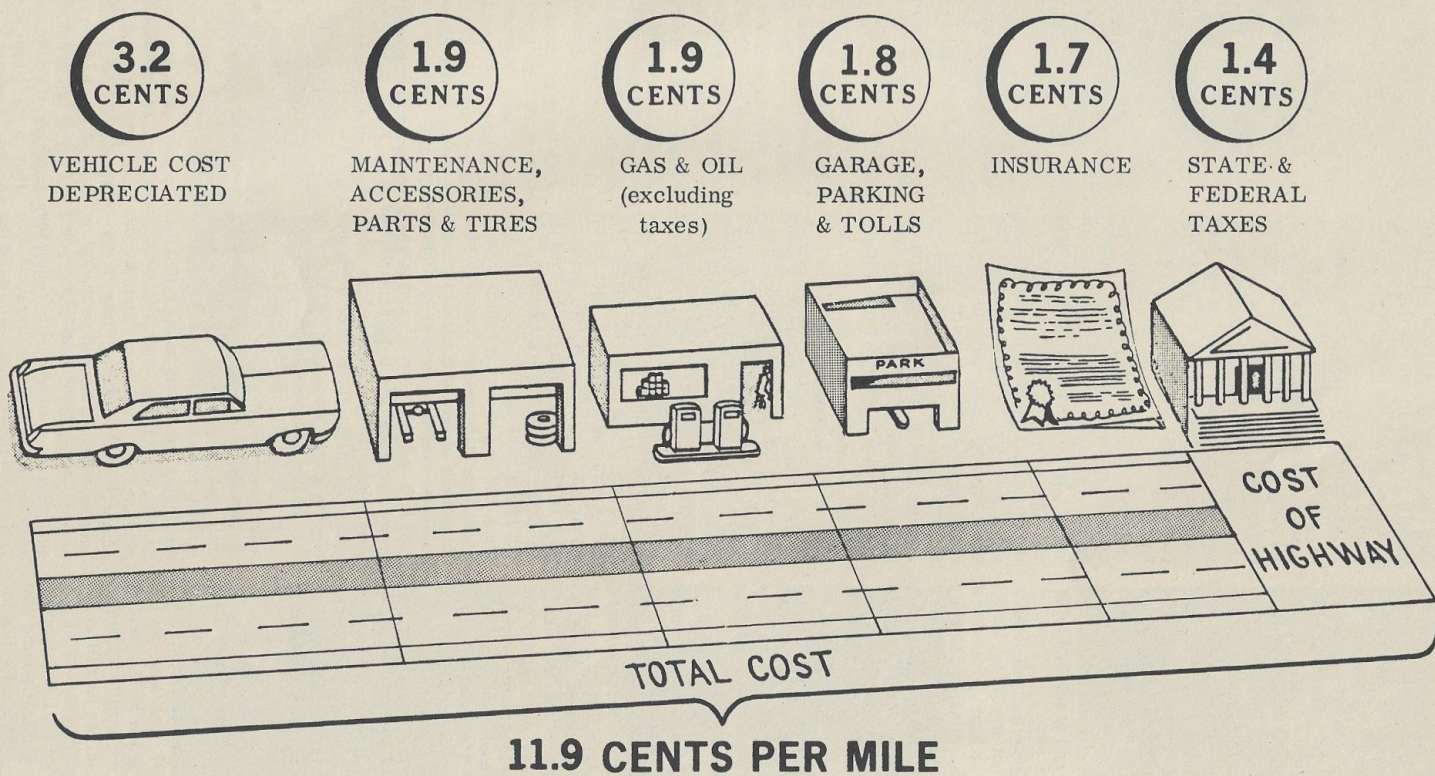 3.2
CENTS
VEHICLE COST
DEPRECIATED
1.9
CENTS
MAINTENANCE,
ACCESSORIES,
PARTS & TIRES
1.9
CENTS
GAS & OIL
(excluding
taxes)
1.8
CENTS
GARAGE,
PARKING
& TOLLS
1.7
CENTS
INSURANCE
1.4
CENTS
STATE &
FEDERAL
TAXES
PARK
COST
OF
HIGHWAY
TOTAL COST
11.9 CENTS PER MILE